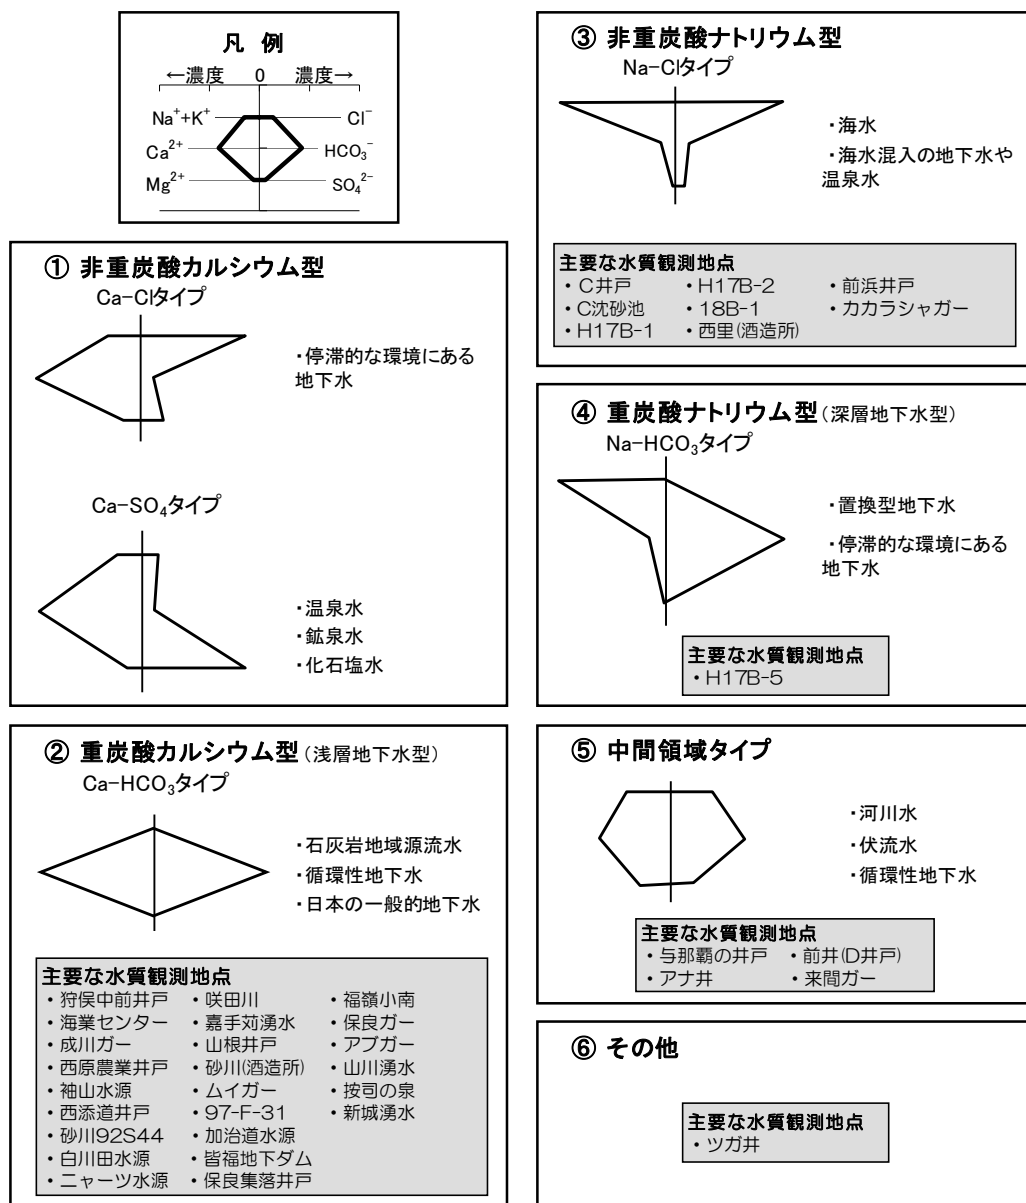 凡 例
←濃度 0 濃度→
Na⁺+K⁺ Cl⁻
Ca²⁺ HCO₃⁻
Mg²⁺ SO₄²⁻
① 非重炭酸カルシウム型
Ca-Clタイプ
・停滞的な環境にある
地下水
Ca-SO₄タイプ
・温泉水
・鉱泉水
・化石塩水
② 重炭酸カルシウム型(浅層地下水型)
Ca-HCO₃タイプ
・石灰岩地域源流水
・循環性地下水
・日本の一般的地下水
主要な水質観測地点
・狩俣中前井戸 ・咲田川 ・福嶺小南
・海業センター ・嘉手苅湧水 ・保良ガー
・成川ガー ・山根井戸 ・アブガー
・西原農業井戸 ・砂川(酒造所) ・山川湧水
・袖山水源 ・ムイガー ・按司の泉
・西添道井戸 ・97-F-31 ・新城湧水
・砂川92S44 ・加治道水源
・白川田水源 ・皆福地下ダム
・ニャーツ水源 ・保良集落井戸
③ 非重炭酸ナトリウム型
Na-Clタイプ
・海水
・海水混入の地下水や
温泉水
主要な水質観測地点
・C井戸 ・H17B-2 ・前浜井戸
・C沈砂池 ・18B-1 ・カカラシャガー
・H17B-1 ・西里(酒造所)
④ 重炭酸ナトリウム型(深層地下水型)
Na-HCO₃タイプ
・置換型地下水
・停滞的な環境にある
地下水
主要な水質観測地点
・H17B-5
⑤ 中間領域タイプ
・河川水
・伏流水
・循環性地下水
主要な水質観測地点
・与那覇の井戸 ・前井(D井戸)
・アナ井 ・来間ガー
⑥ その他
主要な水質観測地点
・ツガ井